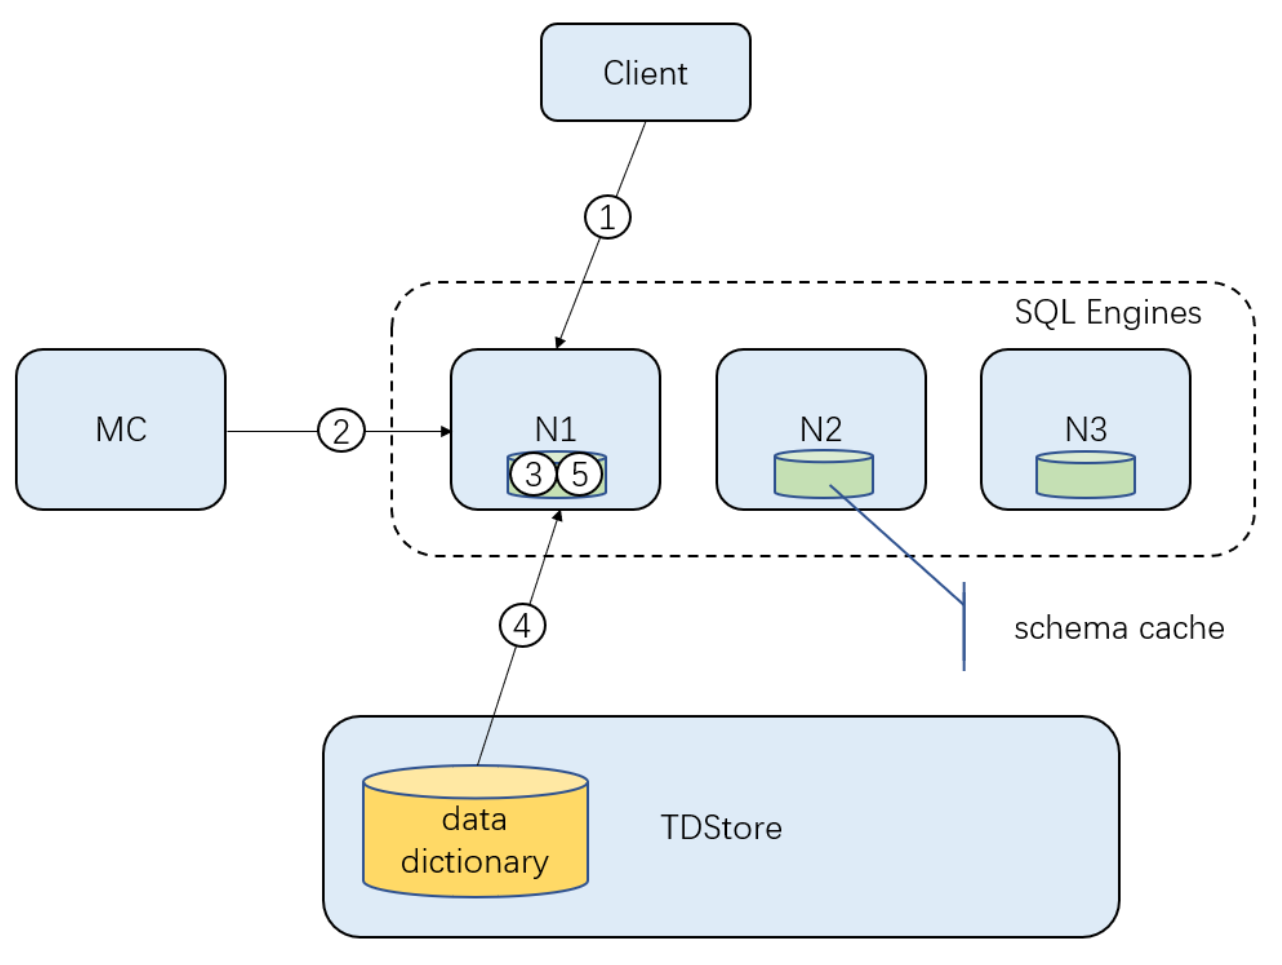 Client
1
SQL Engines
MC
2
N1
3 5
N2
N3
4
schema cache
data
dictionary
TDStore